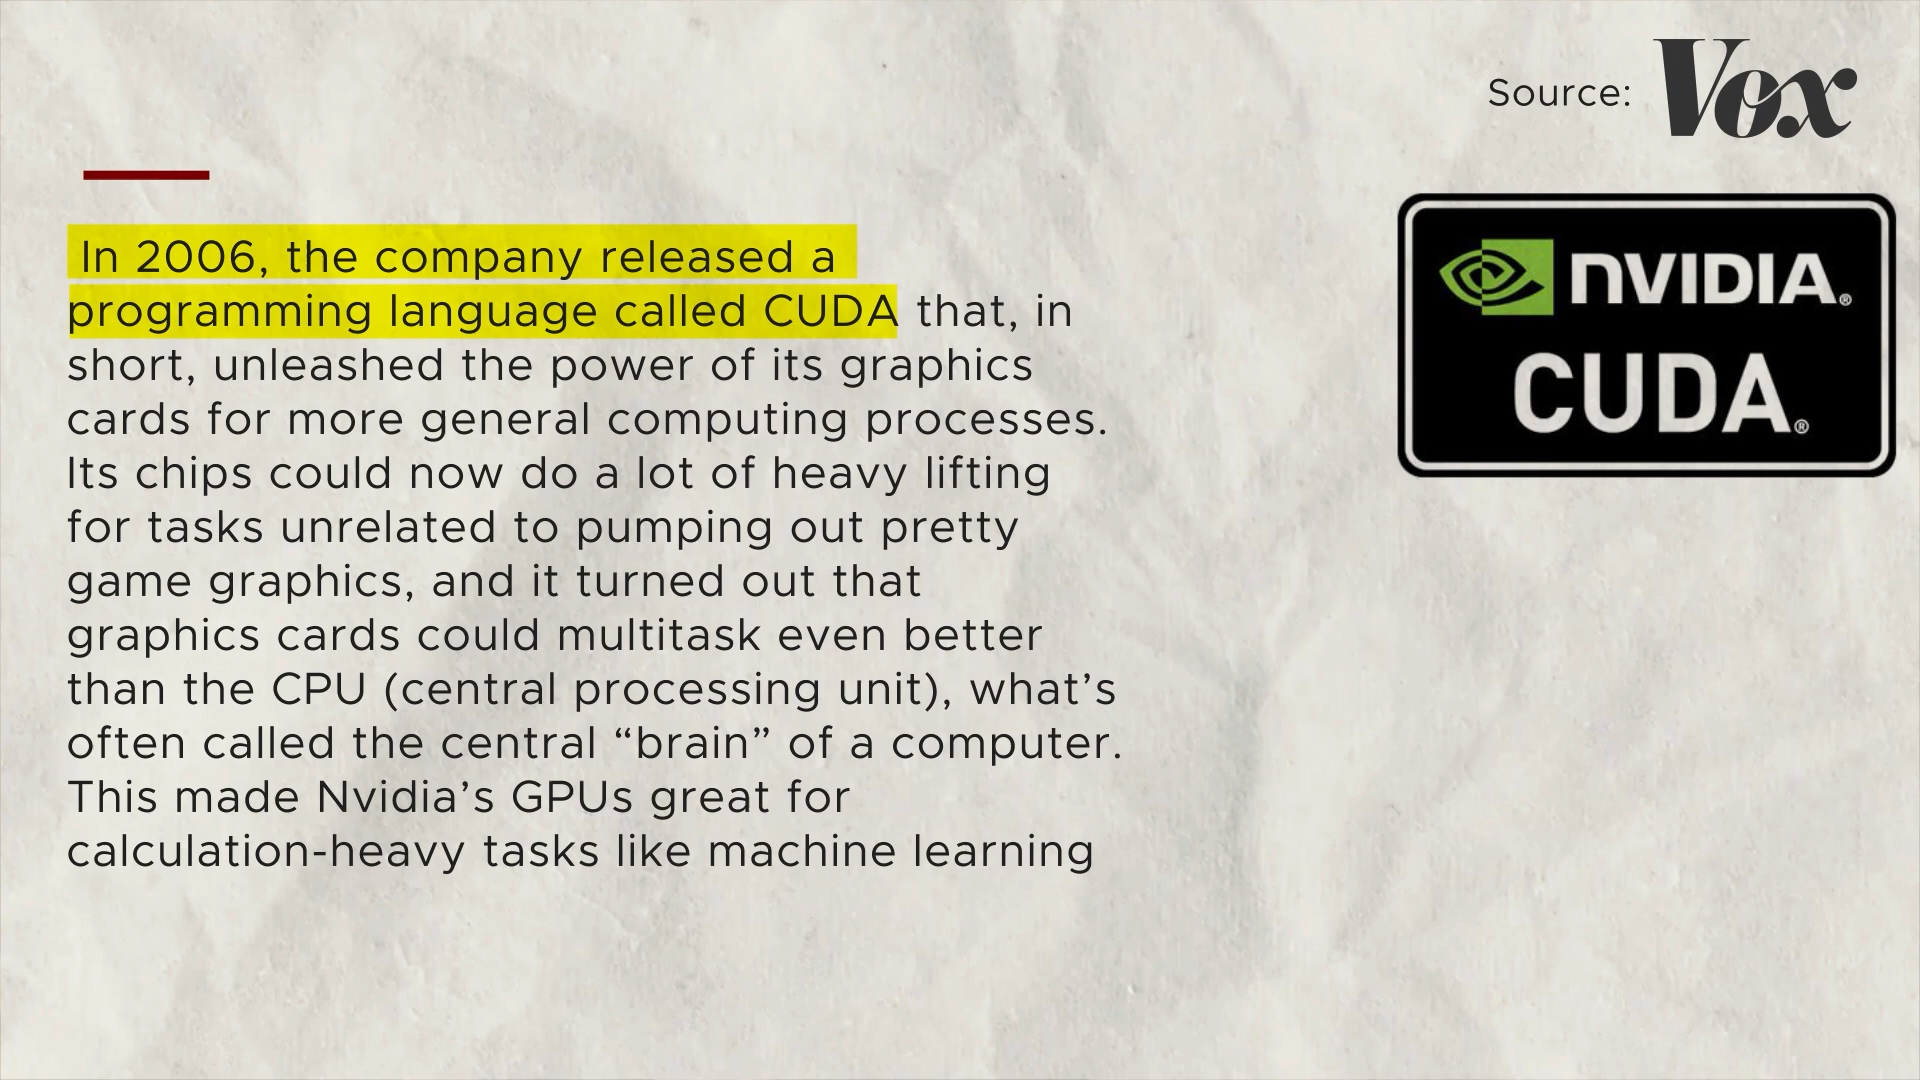 Source: Vox
NVIDIA®
CUDA®
In 2006, the company released a
programming language called CUDA that, in
short, unleashed the power of its graphics
cards for more general computing processes.
Its chips could now do a lot of heavy lifting
for tasks unrelated to pumping out pretty
game graphics, and it turned out that
graphics cards could multitask even better
than the CPU (central processing unit), what’s
often called the central “brain” of a computer.
This made Nvidia’s GPUs great for
calculation-heavy tasks like machine learning